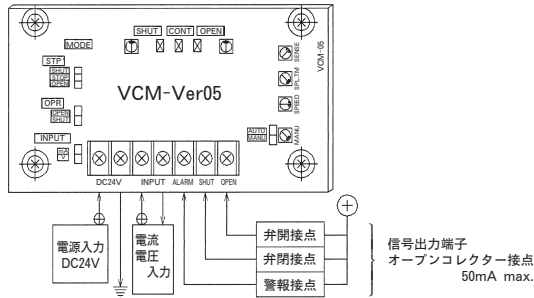 SHUT CONT OPEN
MODE
STP
SHUT
STOP
OPEN
OPR
OPEN
SHUT
INPUT
mA
V
VCM-Ver05
VCM-05
SENSE
SPL.TM
SPEED
MANU
AUTO
MANU
DC24V INPUT ALARM SHUT OPEN
電源入力
DC24V
電流
電圧
入力
弁開接点
弁閉接点
警報接点
信号出力端子
オープンコレクター接点
50mA max.